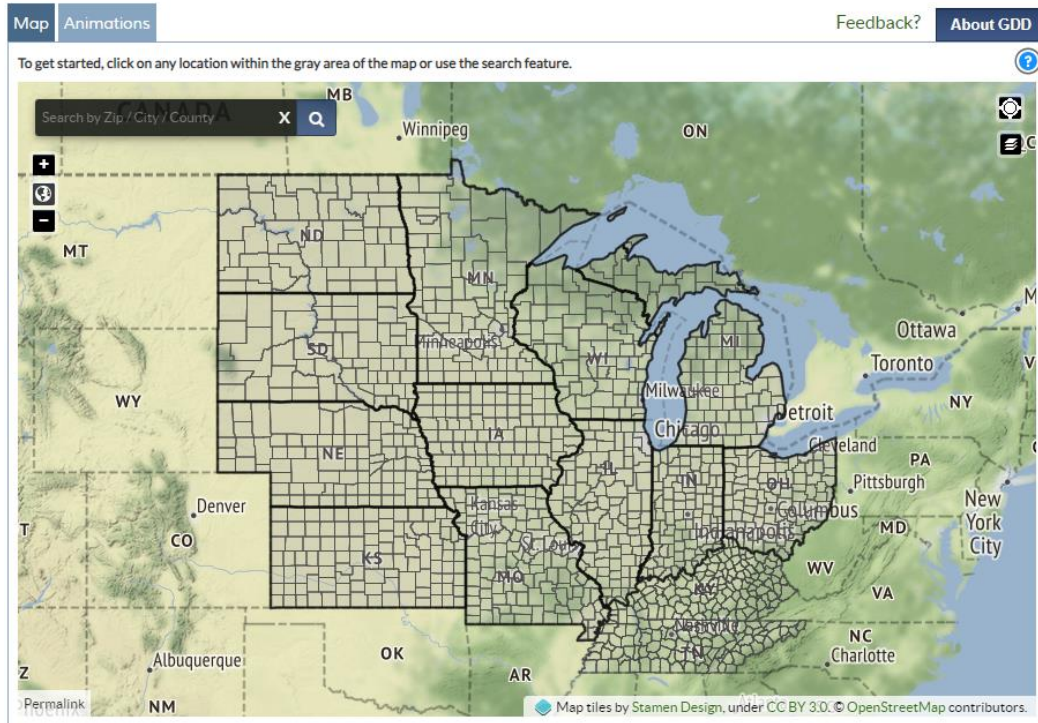 Map Animations Feedback? About GDD
To get started, click on any location within the gray area of the map or use the search feature.
?
CANADA
MB
Search by Zip / City / County X
Winnipeg
ON
+
−
MT
ND
MN
Minneapolis
SD
WI
MI
Ottawa
Toronto
WY
Milwaukee
Detroit
NY
Chicago
IA
NE
Cleveland
PA
IL
IN
OH
Pittsburgh
Denver
Kansas
City
Columbus
New
York
City
Indianapolis
MD
CO
St. Louis
KS
WV
MO
KY
VA
Nashville
TN
NC
Charlotte
Albuquerque
OK
AR
Permalink
NM
Map tiles by Stamen Design, under CC BY 3.0. © OpenStreetMap contributors.